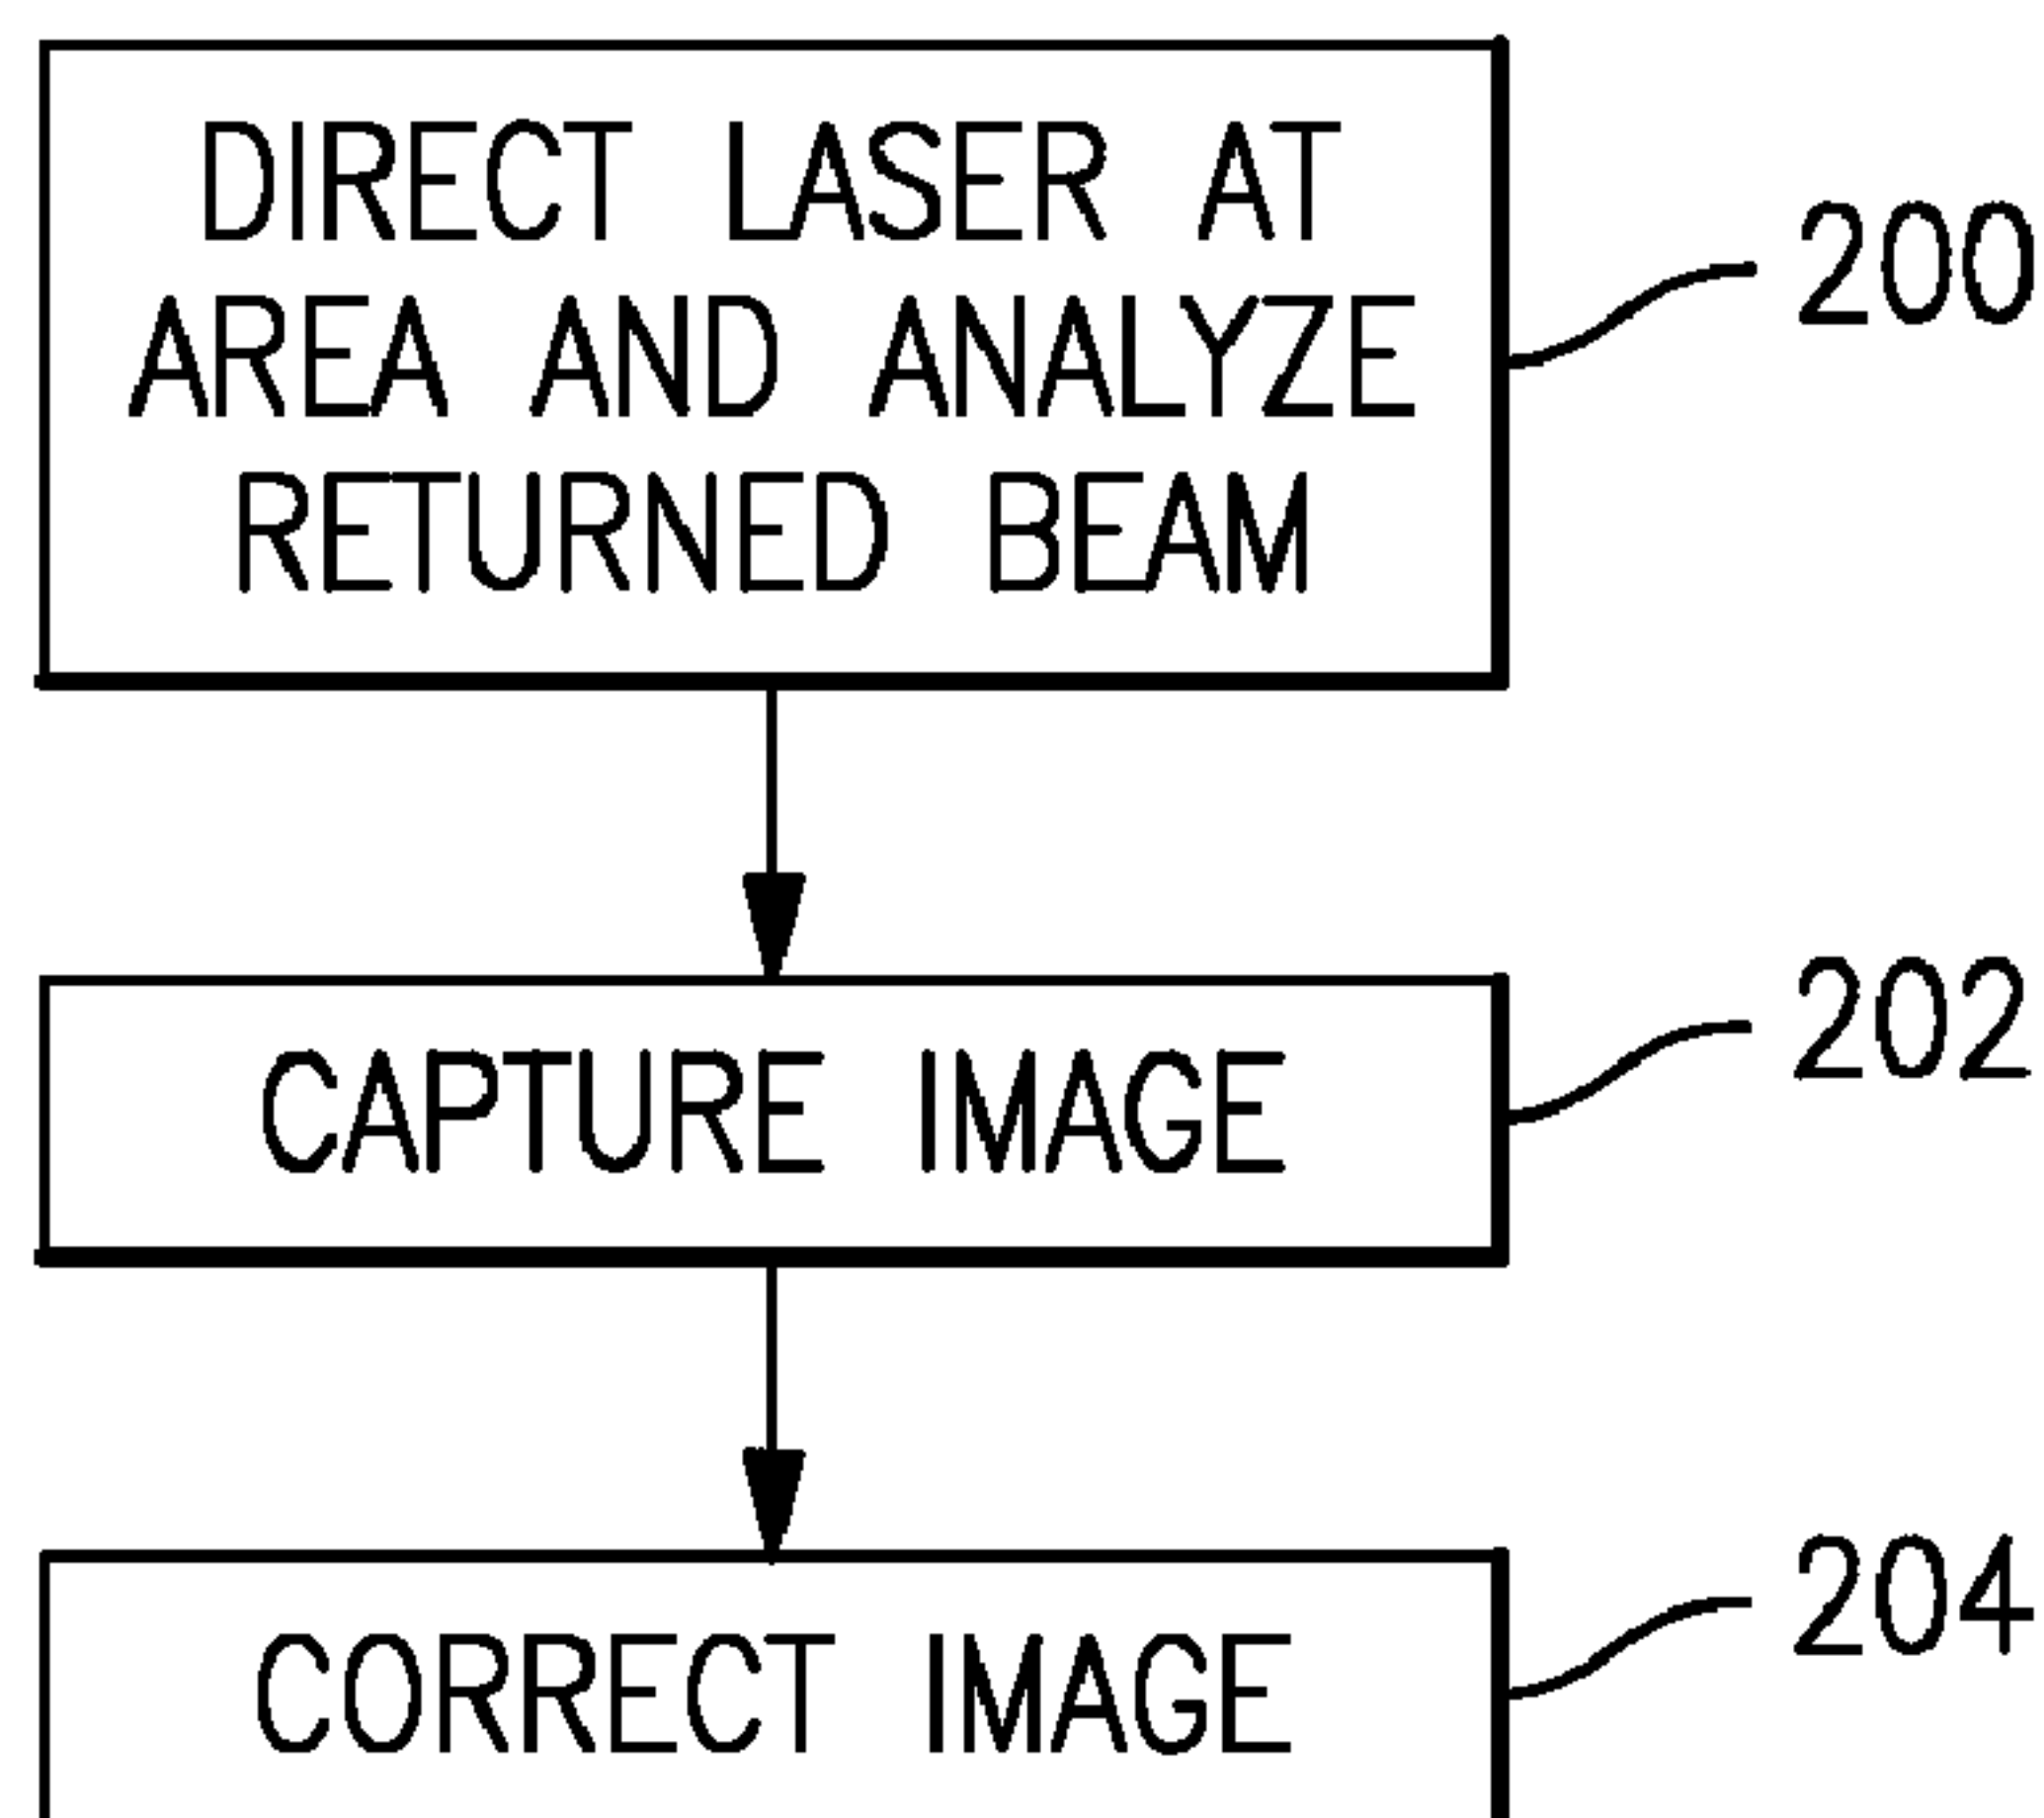 DIRECT LASER AT
AREA AND ANALYZE
RETURNED BEAM
200
CAPTURE IMAGE
202
CORRECT IMAGE
204